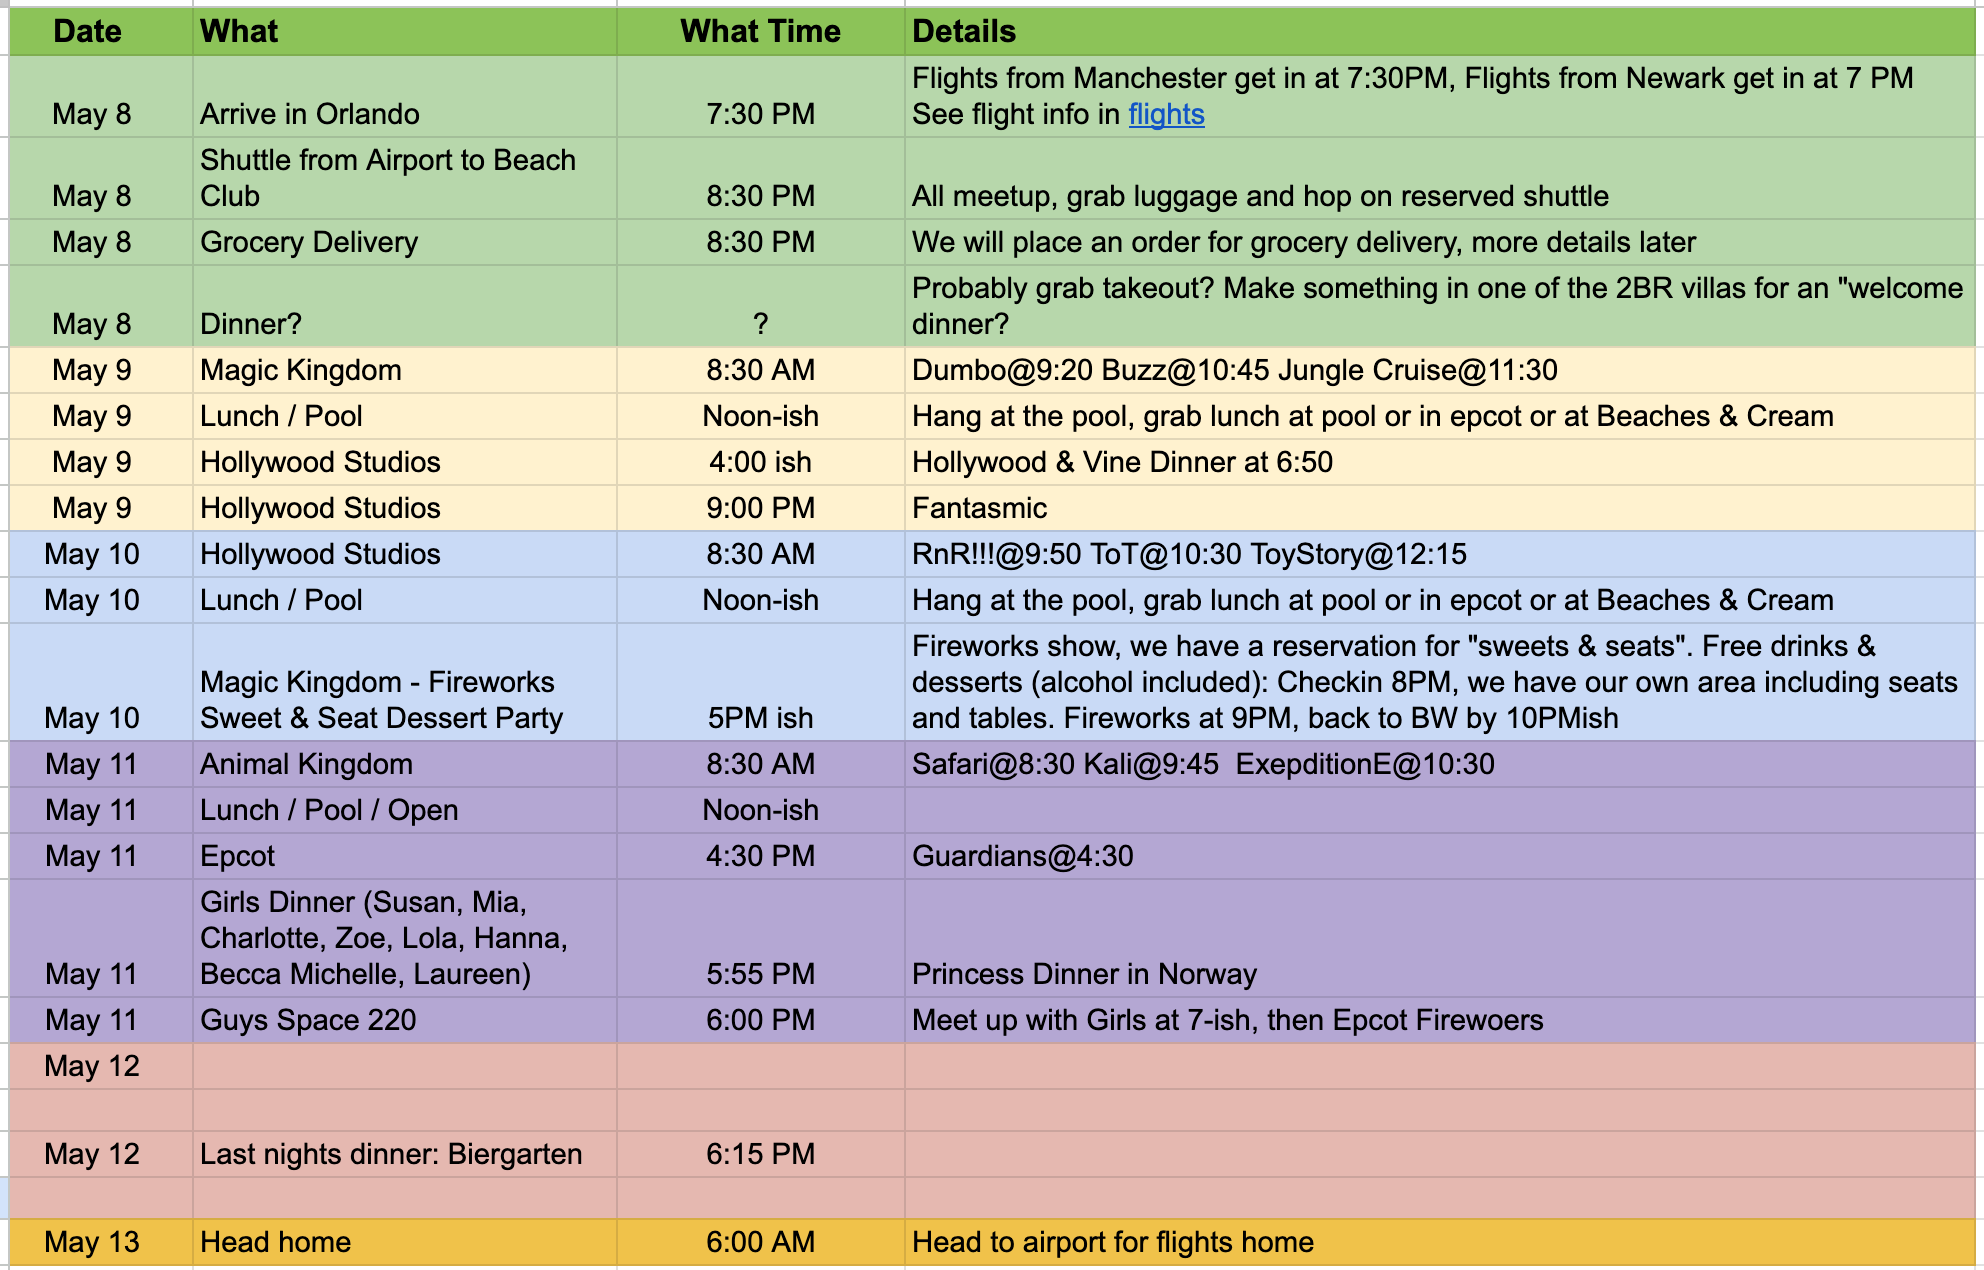 Date What What Time Details
Flights from Manchester get in at 7:30PM, Flights from Newark get in at 7 PM
May 8 Arrive in Orlando 7:30 PM See flight info in flights
Shuttle from Airport to Beach
May 8 Club 8:30 PM All meetup, grab luggage and hop on reserved shuttle
May 8 Grocery Delivery 8:30 PM We will place an order for grocery delivery, more details later
Probably grab takeout? Make something in one of the 2BR villas for an "welcome
May 8 Dinner? ? dinner?
May 9 Magic Kingdom 8:30 AM Dumbo@9:20 Buzz@10:45 Jungle Cruise@11:30
May 9 Lunch / Pool Noon-ish Hang at the pool, grab lunch at pool or in epcot or at Beaches & Cream
May 9 Hollywood Studios 4:00 ish Hollywood & Vine Dinner at 6:50
May 9 Hollywood Studios 9:00 PM Fantasmic
May 10 Hollywood Studios 8:30 AM RnR!!!@9:50 ToT@10:30 ToyStory@12:15
May 10 Lunch / Pool Noon-ish Hang at the pool, grab lunch at pool or in epcot or at Beaches & Cream
Fireworks show, we have a reservation for "sweets & seats". Free drinks &
Magic Kingdom - Fireworks desserts (alcohol included): Checkin 8PM, we have our own area including seats
May 10 Sweet & Seat Dessert Party 5PM ish and tables. Fireworks at 9PM, back to BW by 10PMish
May 11 Animal Kingdom 8:30 AM Safari@8:30 Kali@9:45 ExepditionE@10:30
May 11 Lunch / Pool / Open Noon-ish
May 11 Epcot 4:30 PM Guardians@4:30
Girls Dinner (Susan, Mia,
Charlotte, Zoe, Lola, Hanna,
May 11 Becca Michelle, Laureen) 5:55 PM Princess Dinner in Norway
May 11 Guys Space 220 6:00 PM Meet up with Girls at 7-ish, then Epcot Firewoers
May 12
May 12 Last nights dinner: Biergarten 6:15 PM
May 13 Head home 6:00 AM Head to airport for flights home